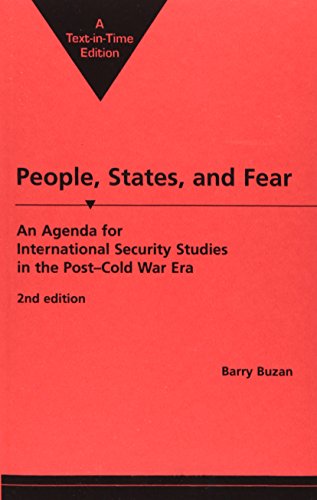 A
Text-in-Time
Edition
People, States, and Fear
An Agenda for
International Security Studies
in the Post–Cold War Era
2nd edition
Barry Buzan